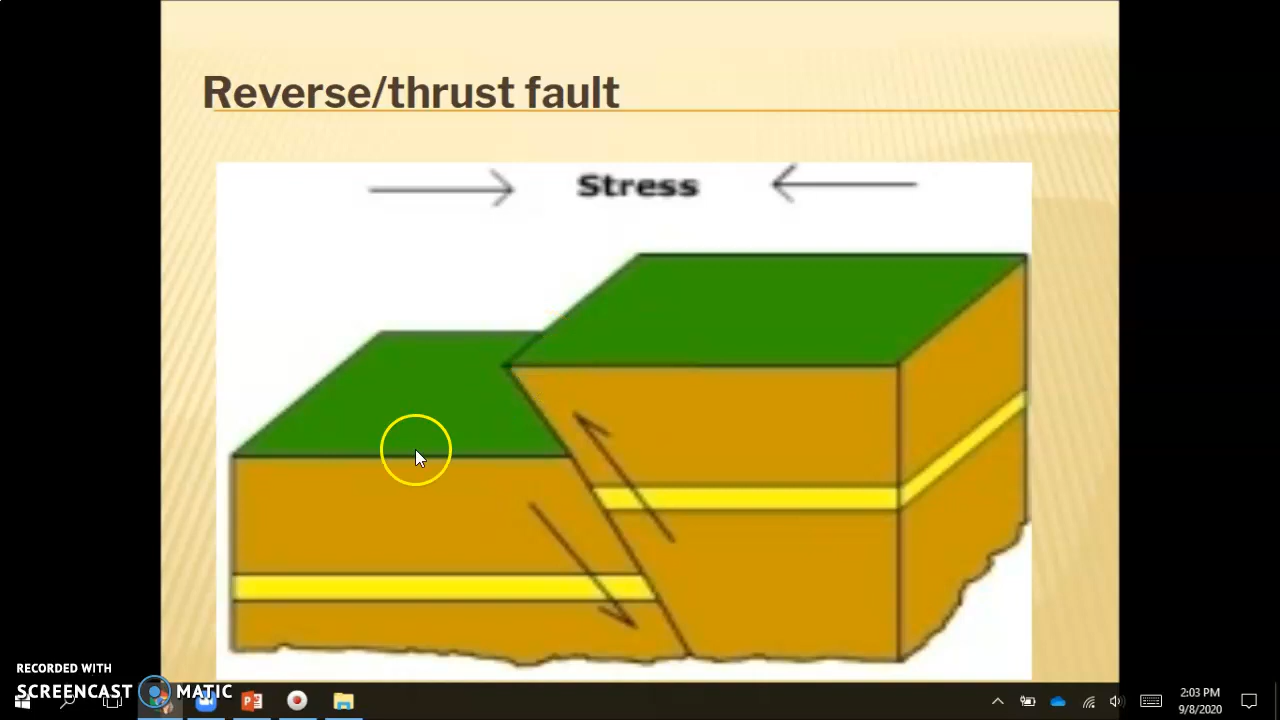 Reverse/thrust fault
Stress
RECORDED WITH
SCREENCAST MATIC
2:03 PM
9/8/2020